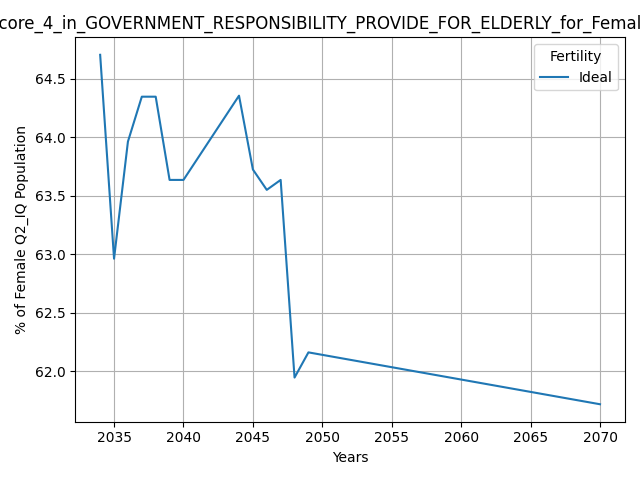 core_4_in_GOVERNMENT_RESPONSIBILITY_PROVIDE_FOR_ELDERLY_for_Femal
Fertility
Ideal
64.5
64.0
63.5
63.0
62.5
62.0
% of Female Q2_IQ Population
2035 2040 2045 2050 2055 2060 2065 2070
Years